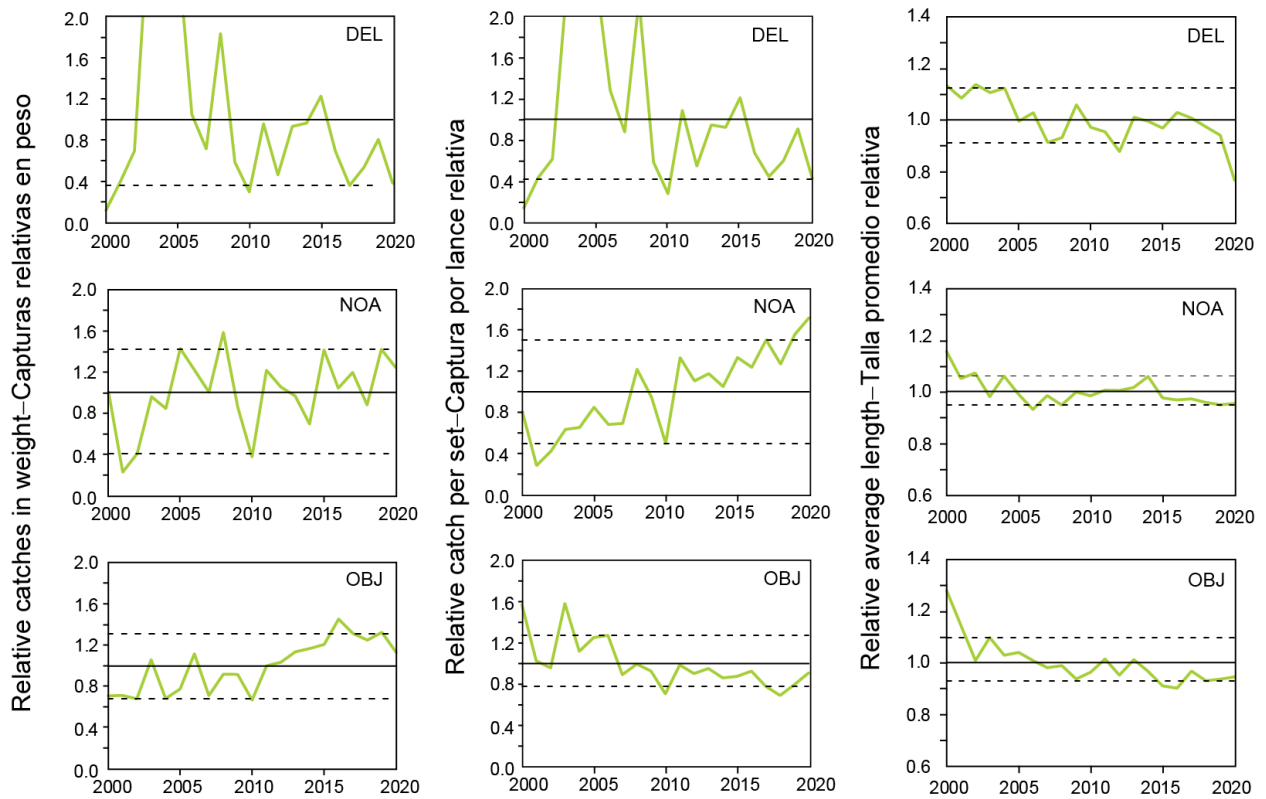 Relative catches in weight–Capturas relativas en peso
2.0
1.6
1.2
0.8
0.4
0.0
DEL
2000 2005 2010 2015 2020
2.0
1.6
1.2
0.8
0.4
0.0
NOA
2000 2005 2010 2015 2020
2.0
1.6
1.2
0.8
0.4
0.0
OBJ
2000 2005 2010 2015 2020
Relative catch per set–Captura por lance relativa
2.0
1.6
1.2
0.8
0.4
0.0
DEL
2000 2005 2010 2015 2020
2.0
1.6
1.2
0.8
0.4
0.0
NOA
2000 2005 2010 2015 2020
2.0
1.6
1.2
0.8
0.4
0.0
OBJ
2000 2005 2010 2015 2020
Relative average length–Talla promedio relativa
1.4
1.2
1.0
0.8
0.6
DEL
2000 2005 2010 2015 2020
1.4
1.2
1.0
0.8
0.6
NOA
2000 2005 2010 2015 2020
1.4
1.2
1.0
0.8
0.6
OBJ
2000 2005 2010 2015 2020